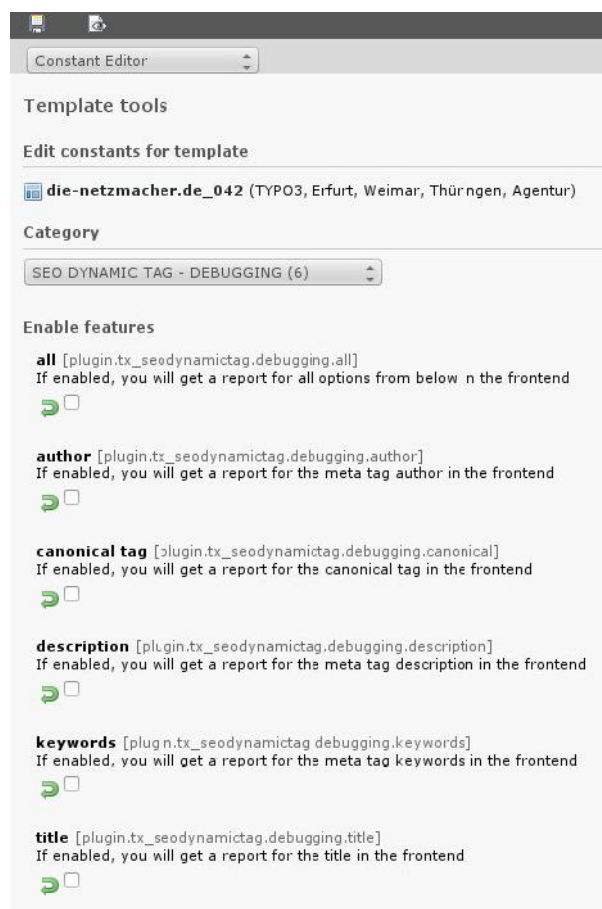 Constant Editor
Template tools
Edit constants for template
die-netzmacher.de_042 (TYPO3, Erfurt, Weimar, Thüringen, Agentur)
Category
SEO DYNAMIC TAG - DEBUGGING (6)
Enable features
all [plugin.tx_seodynamictag.debugging.all]
If enabled, you will get a report for all options from below in the frontend
author [plugin.tx_seodynamictag.debugging.author]
If enabled, you will get a report for the meta tag author in the frontend
canonical tag [plugin.tx_seodynamictag.debugging.canonical]
If enabled, you will get a report for the canonical tag in the frontend
description [plugin.tx_seodynamictag.debugging.description]
If enabled, you will get a report for the meta tag description in the frontend
keywords [plugin.tx_seodynamictag.debugging.keywords]
If enabled, you will get a report for the meta tag keywords in the frontend
title [plugin.tx_seodynamictag.debugging.title]
If enabled, you will get a report for the title in the frontend